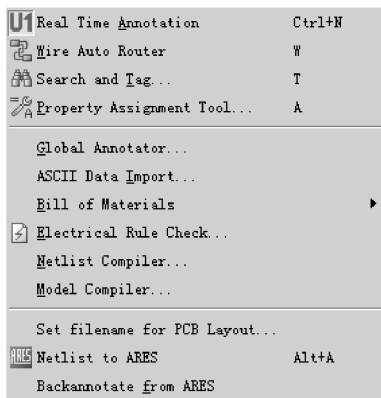 U1 Real Time Annotation Ctrl+N
Wire Auto Router W
Search and Tag... T
Property Assignment Tool... A
Global Annotator...
ASCII Data Import...
Bill of Materials
Electrical Rule Check...
Netlist Compiler...
Model Compiler...
Set filename for PCB Layout...
ARES Netlist to ARES Alt+A
Backannotate from ARES